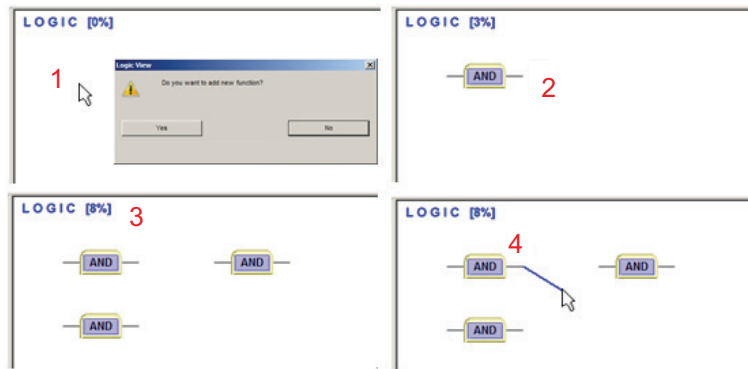 LOGIC [0%]
1
Logic View
Do you want to add new function?
Yes
No
LOGIC [3%]
AND
2
LOGIC [8%]
3
AND
AND
AND
LOGIC [8%]
4
AND
AND
AND